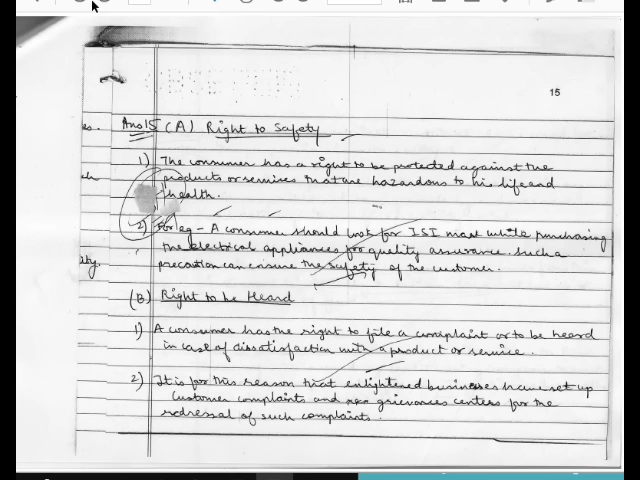 15
es.
Ans15 (A) Right to Safety
1) The consumer has a right to be protected against the
products or services that are hazardous to his life and
health.
2) For eg - A consumer should look for ISI mark while purchasing
the electrical appliances for quality assurance. Such a
precaution can ensure the safety of the customer.
ity.
(B) Right to be Heard
1) A consumer has the right to file a complaint or to be heard
in case of dissatisfaction with a product or service.
2) It is for this reason that enlightened businesses have set up
customer complaints and grievances centers for the
redressal of such complaints.